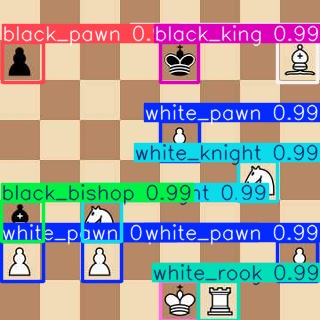 black_pawn 0. black_king 0.99
white_pawn 0.99
white_knight 0.99
black_bishop 0.99 nt 0.99
white_pawn 0 white_pawn 0.99
white_rook 0.99